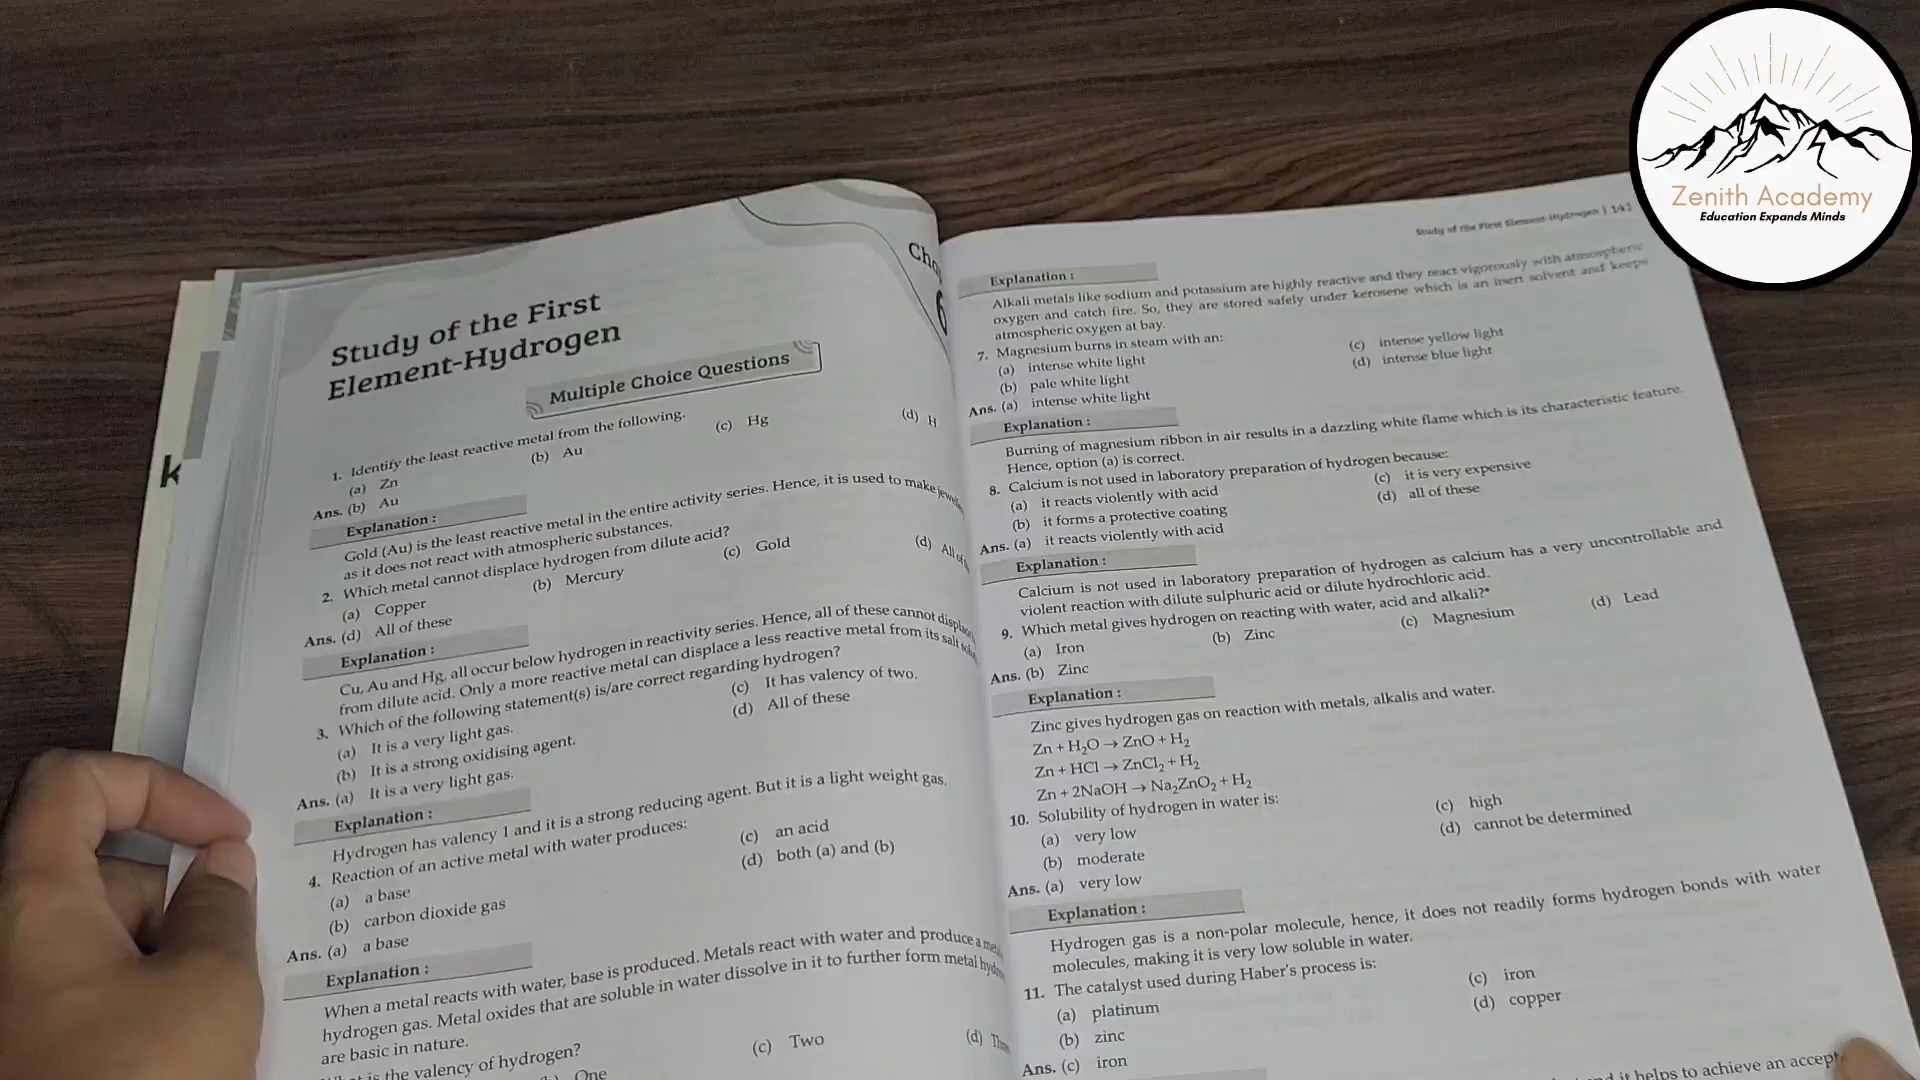 Zenith Academy
Education Expands Minds
k
Study of the First
Element-Hydrogen
Multiple Choice Questions
1. Identify the least reactive metal from the following.
(a) Zn (b) Au (c) Hg (d) H
Ans. (b) Au
Explanation :
Gold (Au) is the least reactive metal in the entire activity series. Hence, it is used to make
as it does not react with atmospheric substances.
2. Which metal cannot displace hydrogen from dilute acid?
(a) Copper (b) Mercury (c) Gold (d) All of
Ans. (d) All of these
Explanation :
Cu, Au and Hg, all occur below hydrogen in reactivity series. Hence, all of these cannot displace
from dilute acid. Only a more reactive metal can displace a less reactive metal from its salt
3. Which of the following statement(s) is/are correct regarding hydrogen?
(a) It is a very light gas. (c) It has valency of two.
(b) It is a strong oxidising agent. (d) All of these
Ans. (a) It is a very light gas.
Explanation :
Hydrogen has valency 1 and it is a strong reducing agent. But it is a light weight gas.
4. Reaction of an active metal with water produces:
(a) a base (c) an acid
(b) carbon dioxide gas (d) both (a) and (b)
Ans. (a) a base
Explanation :
When a metal reacts with water, base is produced. Metals react with water and produce a
hydrogen gas. Metal oxides that are soluble in water dissolve in it to further form metal
are basic in nature.
is the valency of hydrogen?
One (c) Two (d)
Cha
6
Study of the First Element-Hydrogen |
Explanation :
Alkali metals like sodium and potassium are highly reactive and they react vigorously with atmospheric
oxygen and catch fire. So, they are stored safely under kerosene which is an inert solvent and keeps
atmospheric oxygen at bay.
7. Magnesium burns in steam with an:
(a) intense white light (c) intense yellow light
(b) pale white light (d) intense blue light
Ans. (a) intense white light
Explanation :
Burning of magnesium ribbon in air results in a dazzling white flame which is its characteristic feature.
Hence, option (a) is correct.
8. Calcium is not used in laboratory preparation of hydrogen because:
(a) it reacts violently with acid (c) it is very expensive
(b) it forms a protective coating (d) all of these
Ans. (a) it reacts violently with acid
Explanation :
Calcium is not used in laboratory preparation of hydrogen as calcium has a very uncontrollable and
violent reaction with dilute sulphuric acid or dilute hydrochloric acid.
9. Which metal gives hydrogen on reacting with water, acid and alkali?*
(a) Iron (b) Zinc (c) Magnesium (d) Lead
Ans. (b) Zinc
Explanation :
Zinc gives hydrogen gas on reaction with metals, alkalis and water.
Zn + H₂O → ZnO + H₂
Zn + HCl → ZnCl₂ + H₂
Zn + 2NaOH → Na₂ZnO₂ + H₂
10. Solubility of hydrogen in water is:
(a) very low (c) high
(b) moderate (d) cannot be determined
Ans. (a) very low
Explanation :
Hydrogen gas is a non-polar molecule, hence, it does not readily forms hydrogen bonds with water
molecules, making it is very low soluble in water.
11. The catalyst used during Haber's process is:
(a) platinum (c) iron
(b) zinc (d) copper
Ans. (c) iron
it helps to achieve an